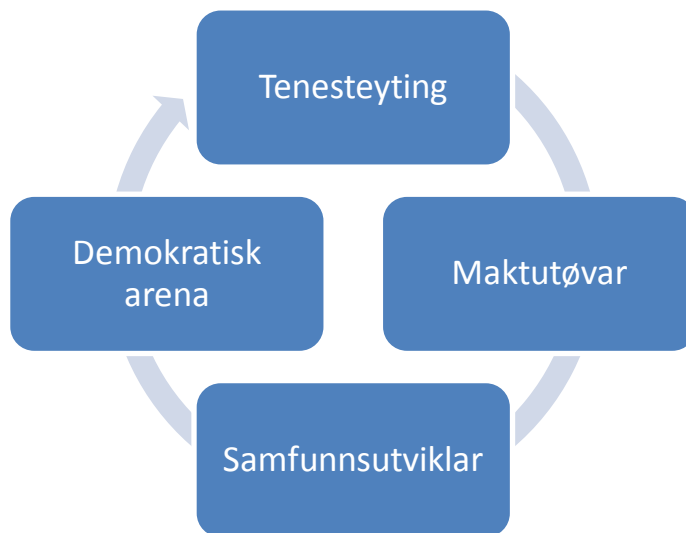 Tenesteyting
Maktutøvar
Samfunnsutviklar
Demokratisk
arena